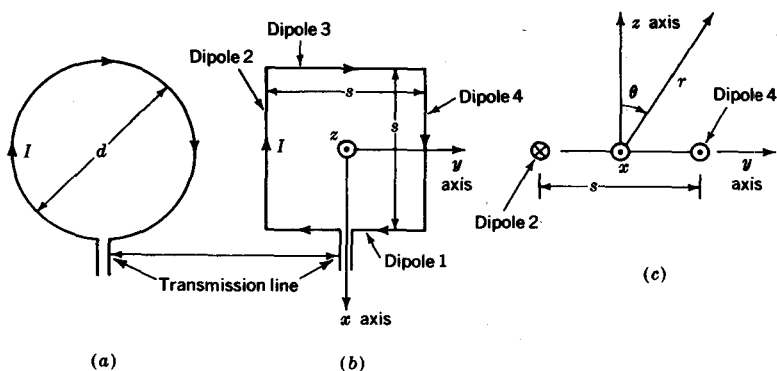 Dipole 3
Dipole 2
s
Dipole 4
I
d
I
z
s
y
axis
Dipole 1
Transmission line
x axis
(a)
(b)
z axis
θ
r
Dipole 4
x
y
axis
s
Dipole 2
(c)